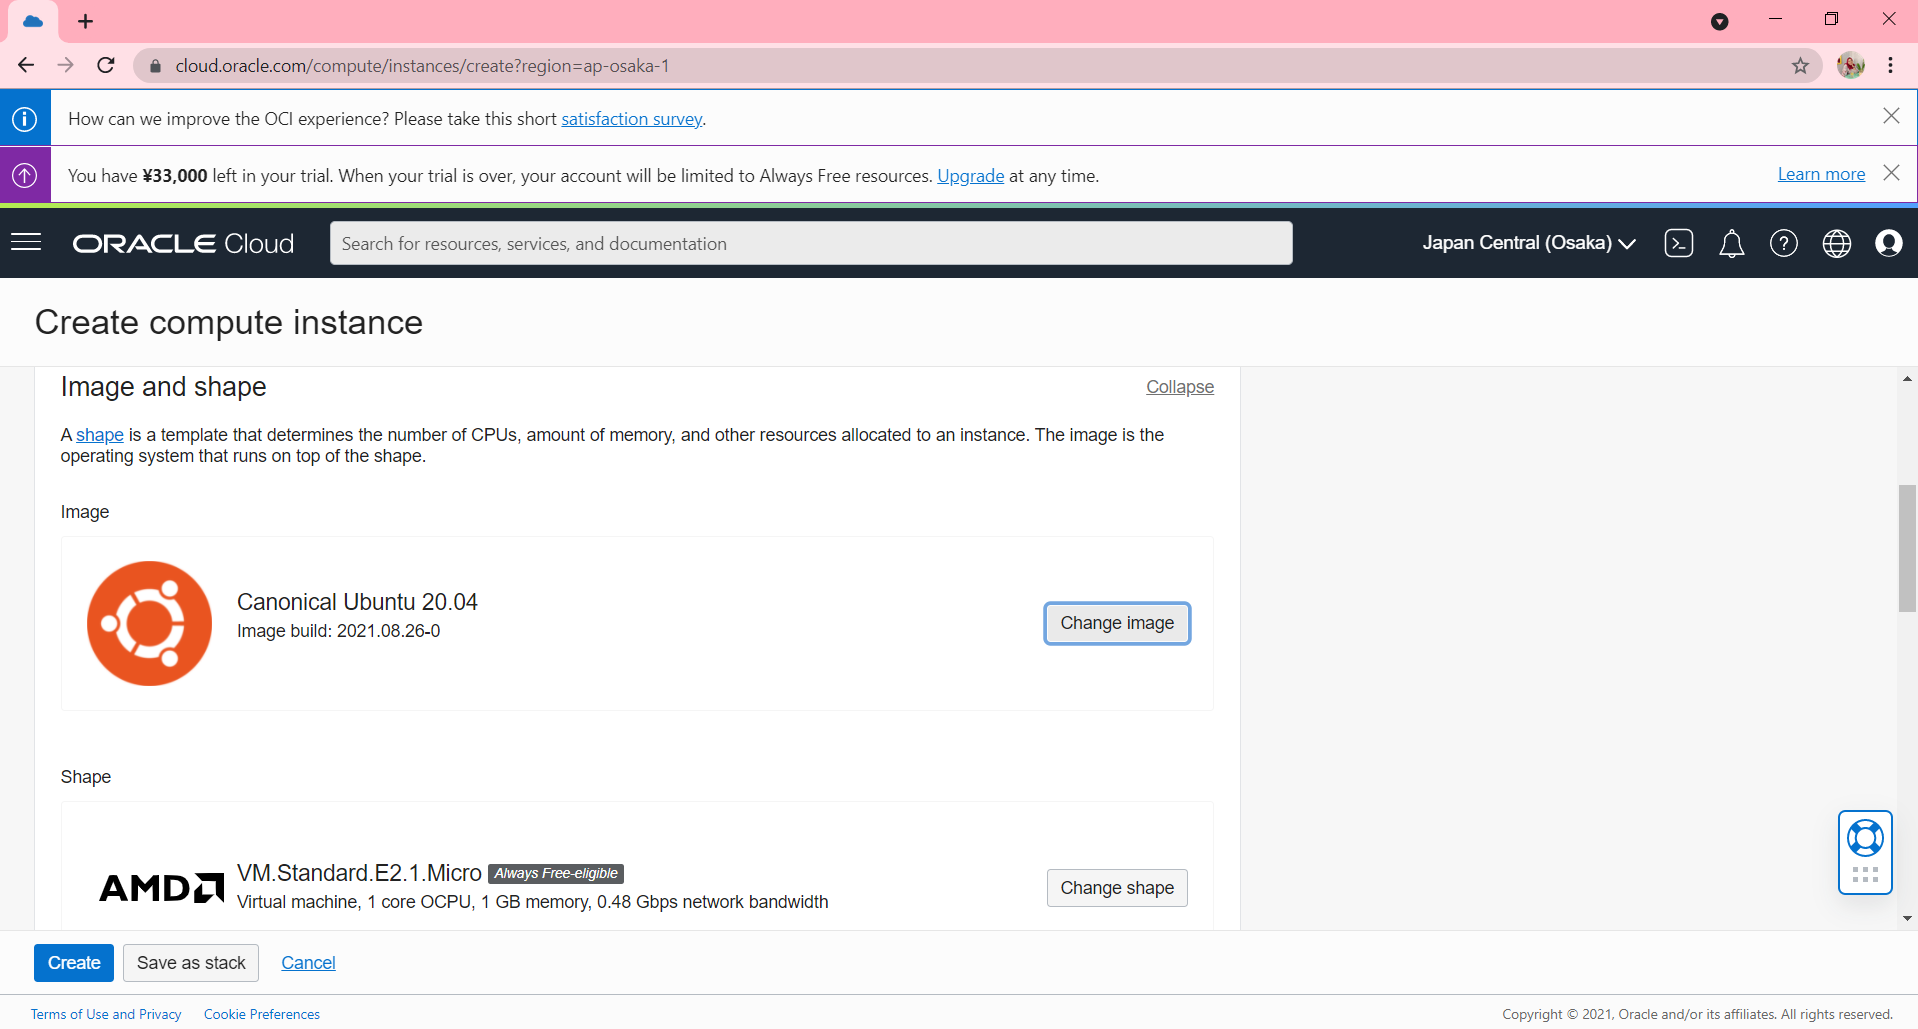 cloud.oracle.com/compute/instances/create?region=ap-osaka-1
How can we improve the OCI experience? Please take this short satisfaction survey.
You have ¥33,000 left in your trial. When your trial is over, your account will be limited to Always Free resources. Upgrade at any time.
Learn more
ORACLE Cloud
Search for resources, services, and documentation
Japan Central (Osaka)
Create compute instance
Image and shape
Collapse
A shape is a template that determines the number of CPUs, amount of memory, and other resources allocated to an instance. The image is the
operating system that runs on top of the shape.
Image
Canonical Ubuntu 20.04
Image build: 2021.08.26-0
Change image
Shape
AMD
VM.Standard.E2.1.Micro Always Free-eligible
Virtual machine, 1 core OCPU, 1 GB memory, 0.48 Gbps network bandwidth
Change shape
Create
Save as stack
Cancel
Terms of Use and Privacy
Cookie Preferences
Copyright © 2021, Oracle and/or its affiliates. All rights reserved.